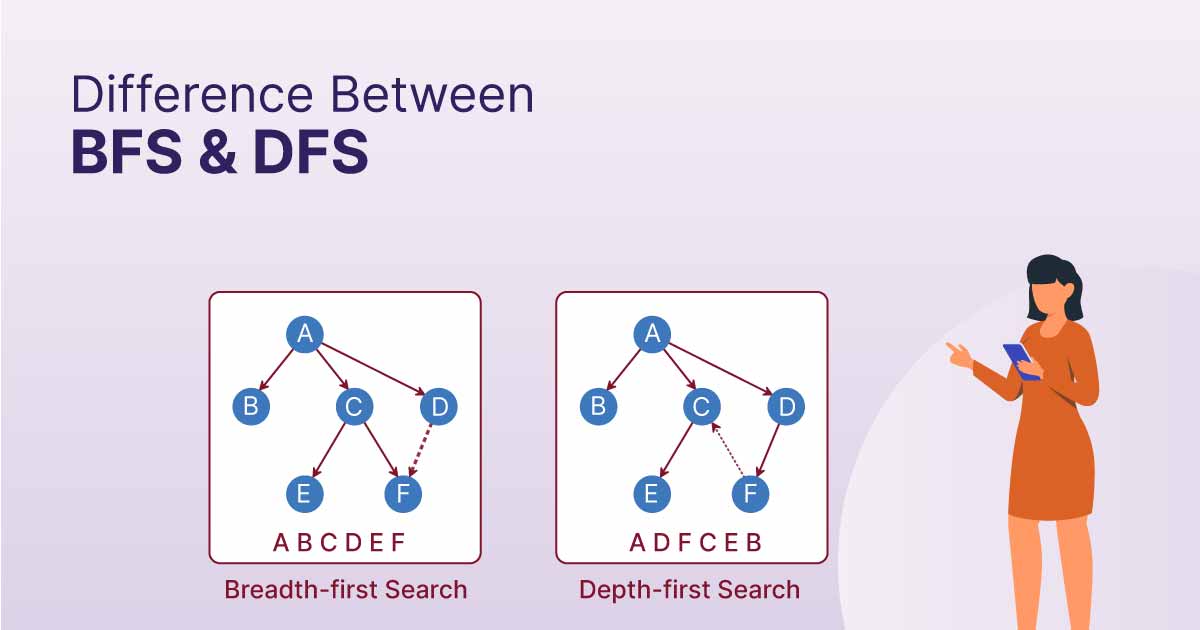 Difference Between
BFS & DFS
A
B
C
D
E
F
A B C D E F
Breadth-first Search
A
B
C
D
E
F
A D F C E B
Depth-first Search